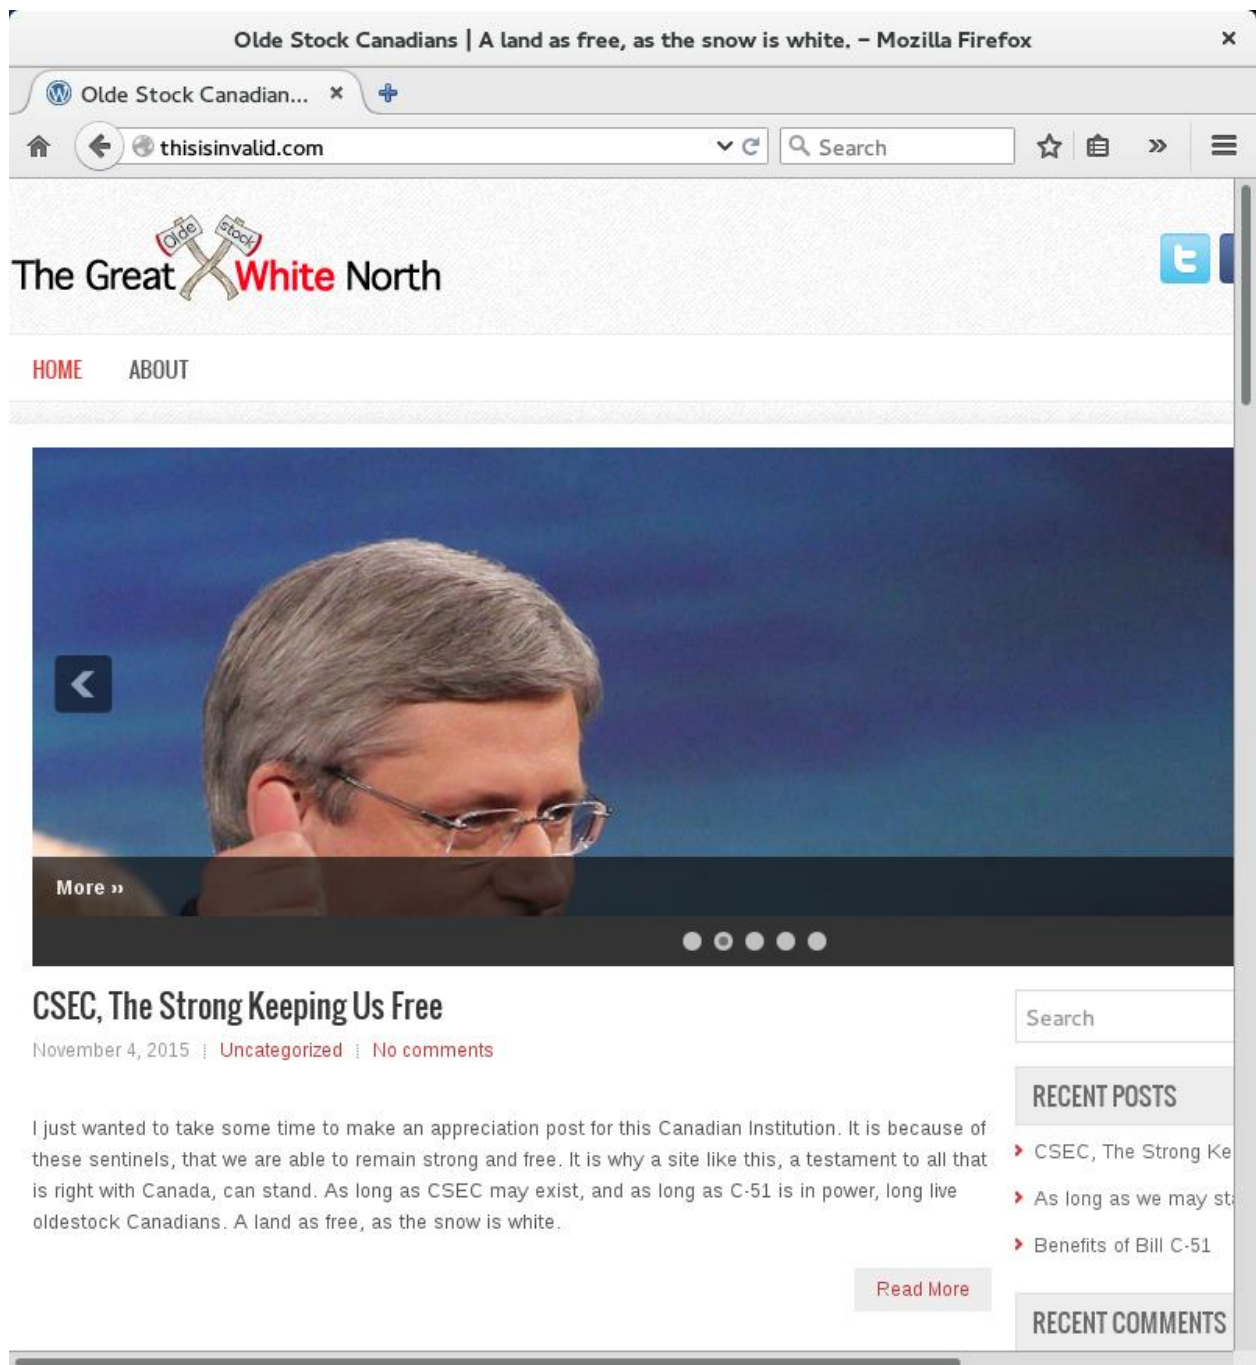 Olde Stock Canadians | A land as free, as the snow is white. – Mozilla Firefox
Olde Stock Canadian...
thisisinvalid.com
Search
Olde stock
The Great White North
HOME ABOUT
More »
CSEC, The Strong Keeping Us Free
November 4, 2015 Uncategorized No comments
I just wanted to take some time to make an appreciation post for this Canadian Institution. It is because of
these sentinels, that we are able to remain strong and free. It is why a site like this, a testament to all that
is right with Canada, can stand. As long as CSEC may exist, and as long as C-51 is in power, long live
oldestock Canadians. A land as free, as the snow is white.
Read More
Search
RECENT POSTS
CSEC, The Strong Ke
As long as we may sta
Benefits of Bill C-51
RECENT COMMENTS